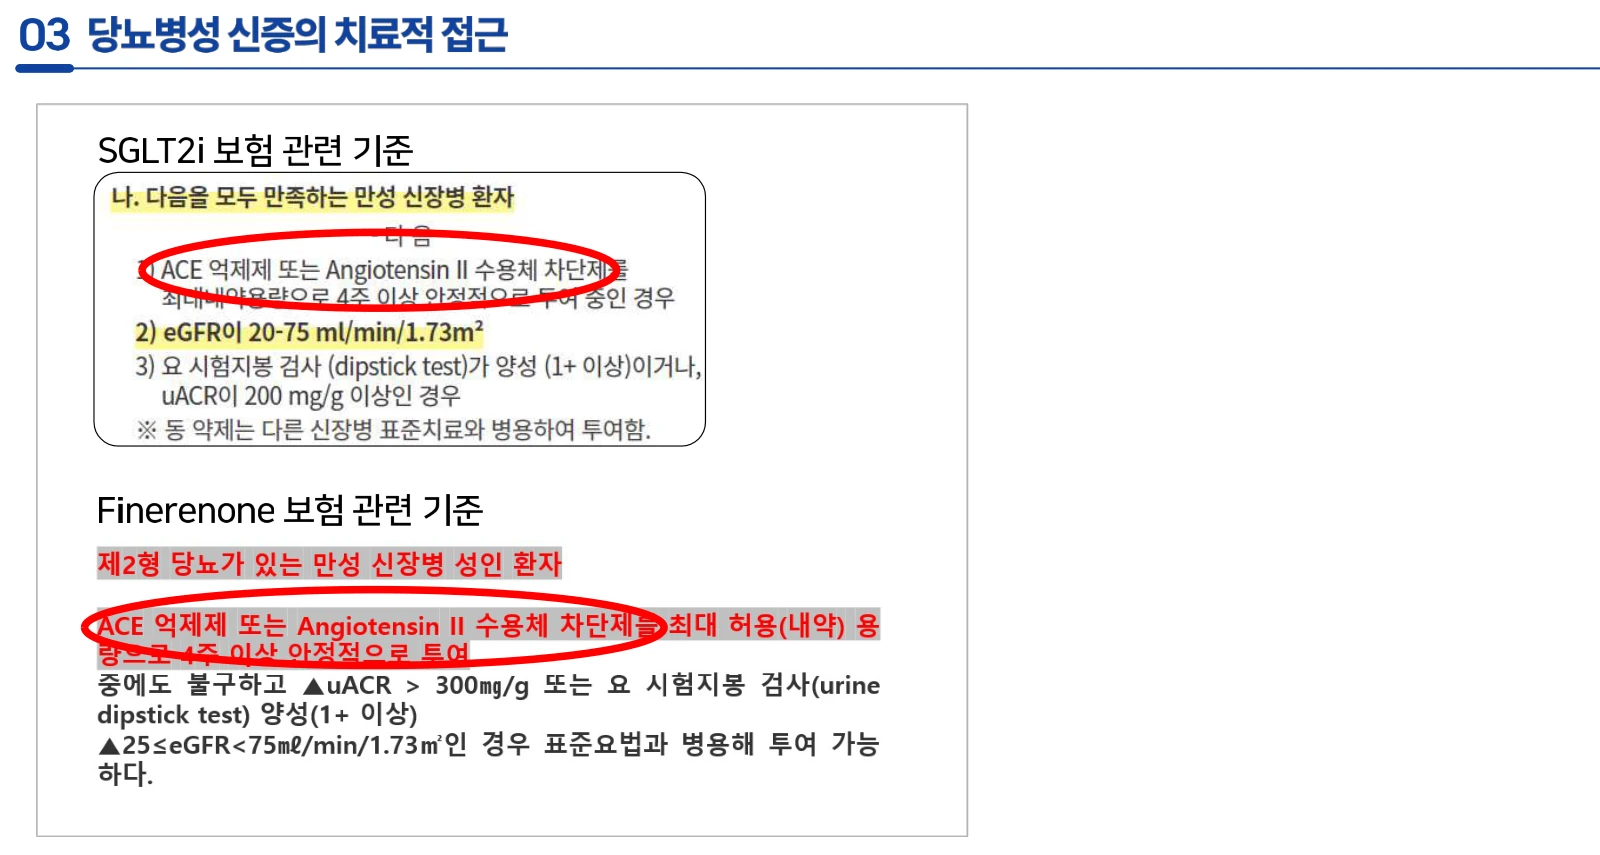 03 당뇨병성 신증의 치료적 접근
SGLT2i 보험 관련 기준
나. 다음을 모두 만족하는 만성 신장병 환자
- 다 음
1) ACE 억제제 또는 Angiotensin II 수용체 차단제를
최대내약용량으로 4주 이상 안정적으로 투여 중인 경우
2) eGFR이 20-75 ml/min/1.73m²
3) 요 시험지봉 검사 (dipstick test)가 양성 (1+ 이상)이거나,
uACR이 200 mg/g 이상인 경우
※ 동 약제는 다른 신장병 표준치료와 병용하여 투여함.
Finerenone 보험 관련 기준
제2형 당뇨가 있는 만성 신장병 성인 환자
ACE 억제제 또는 Angiotensin II 수용체 차단제를 최대 허용(내약) 용
량으로 4주 이상 안정적으로 투여
중에도 불구하고 ▲uACR > 300㎎/g 또는 요 시험지봉 검사(urine
dipstick test) 양성(1+ 이상)
▲25≤eGFR<75㎖/min/1.73㎡인 경우 표준요법과 병용해 투여 가능
하다.